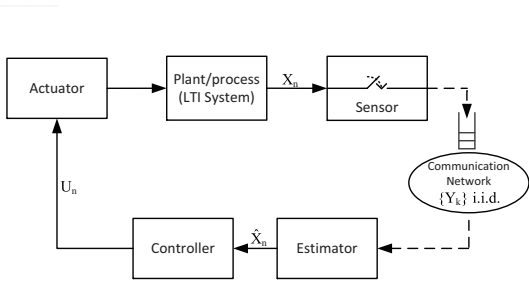 Actuator
Plant/process
(LTI System)
Xₙ
Sensor
Communication
Network
{Yₖ} i.i.d.
Uₙ
Controller
X̂ₙ
Estimator